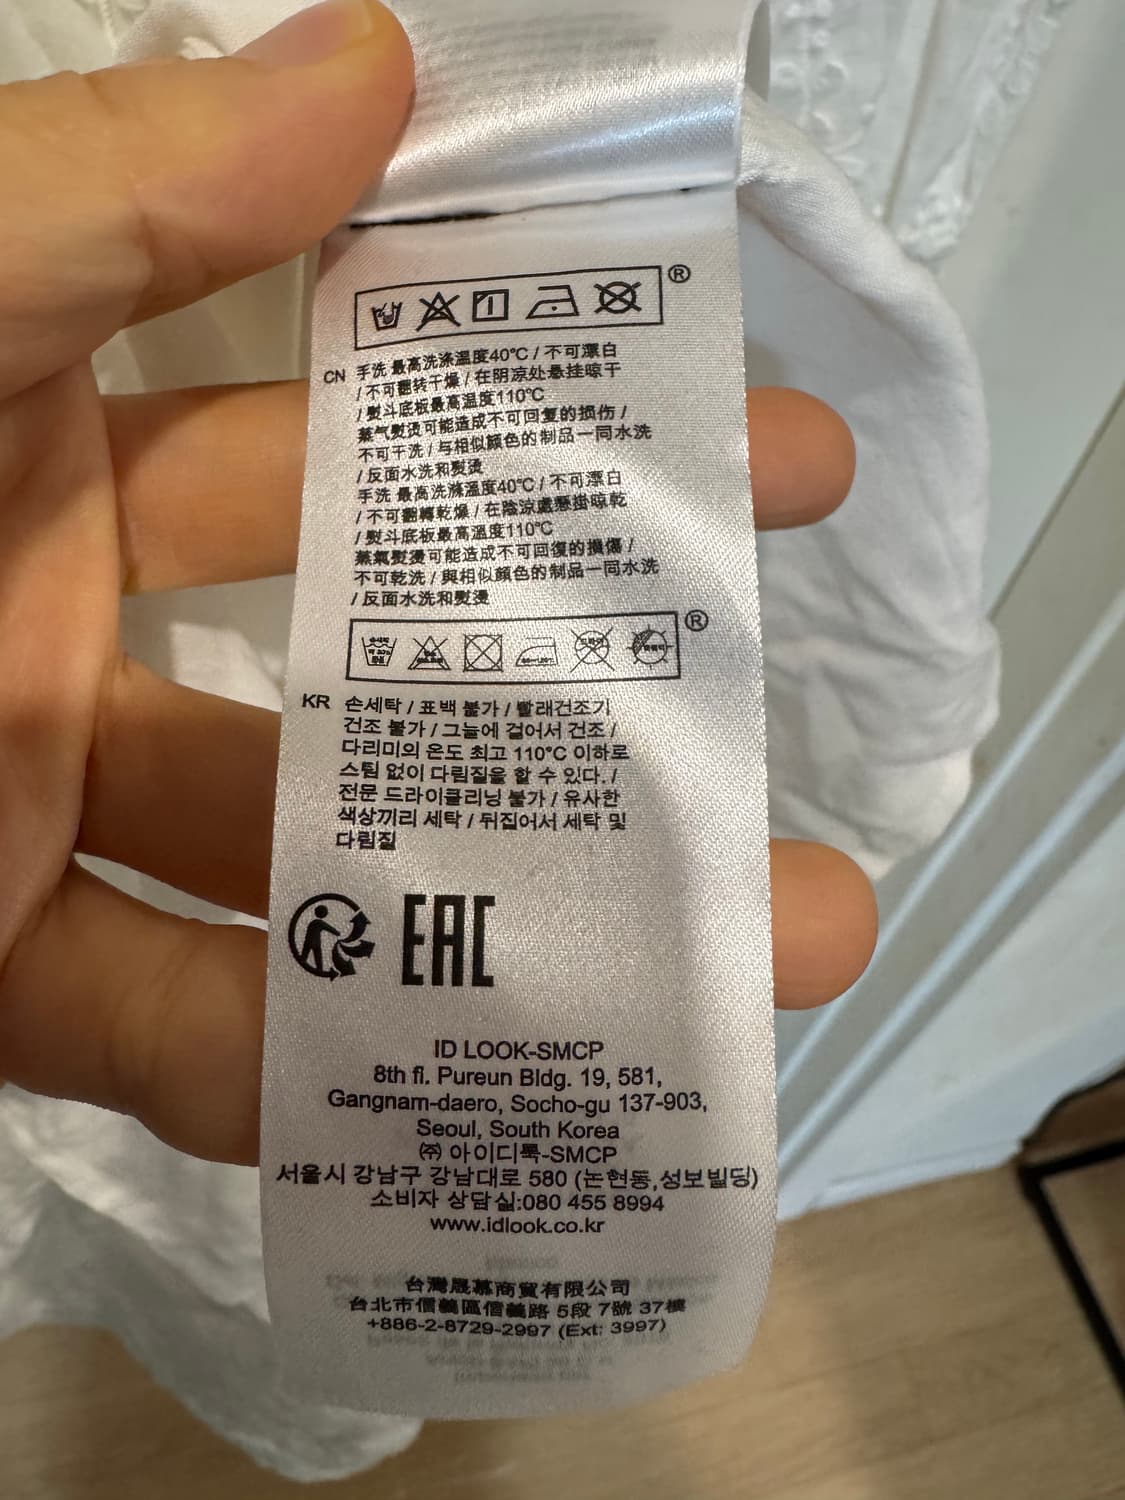 ®
CN 手洗 最高洗涤温度40°C / 不可漂白
/ 不可翻转干燥 / 在阴凉处悬挂晾干
/ 熨斗底板最高温度110°C
蒸气熨烫可能造成不可回复的损伤 /
不可干洗 / 与相似颜色的制品一同水洗
/ 反面水洗和熨烫
手洗 最高洗滌溫度40°C / 不可漂白
/ 不可翻轉乾燥 / 在陰涼處懸掛晾乾
/ 熨斗底板最高溫度110°C
蒸氣熨燙可能造成不可回復的損傷 /
不可乾洗 / 與相似顏色的制品一同水洗
/ 反面水洗和熨燙
®
KR 손세탁 / 표백 불가 / 빨래건조기
건조 불가 / 그늘에 걸어서 건조 /
다리미의 온도 최고 110°C 이하로
스팀 없이 다림질을 할 수 있다. /
전문 드라이클리닝 불가 / 유사한
색상끼리 세탁 / 뒤집어서 세탁 및
다림질
EAC
ID LOOK-SMCP
8th fl. Pureun Bldg. 19, 581,
Gangnam-daero, Socho-gu 137-903,
Seoul, South Korea
㈜ 아이디룩-SMCP
서울시 강남구 강남대로 580 (논현동,성보빌딩)
소비자 상담실:080 455 8994
www.idlook.co.kr
台灣晟慕商貿有限公司
台北市信義區信義路 5段 7號 37樓
+886-2-8729-2997 (Ext: 3997)